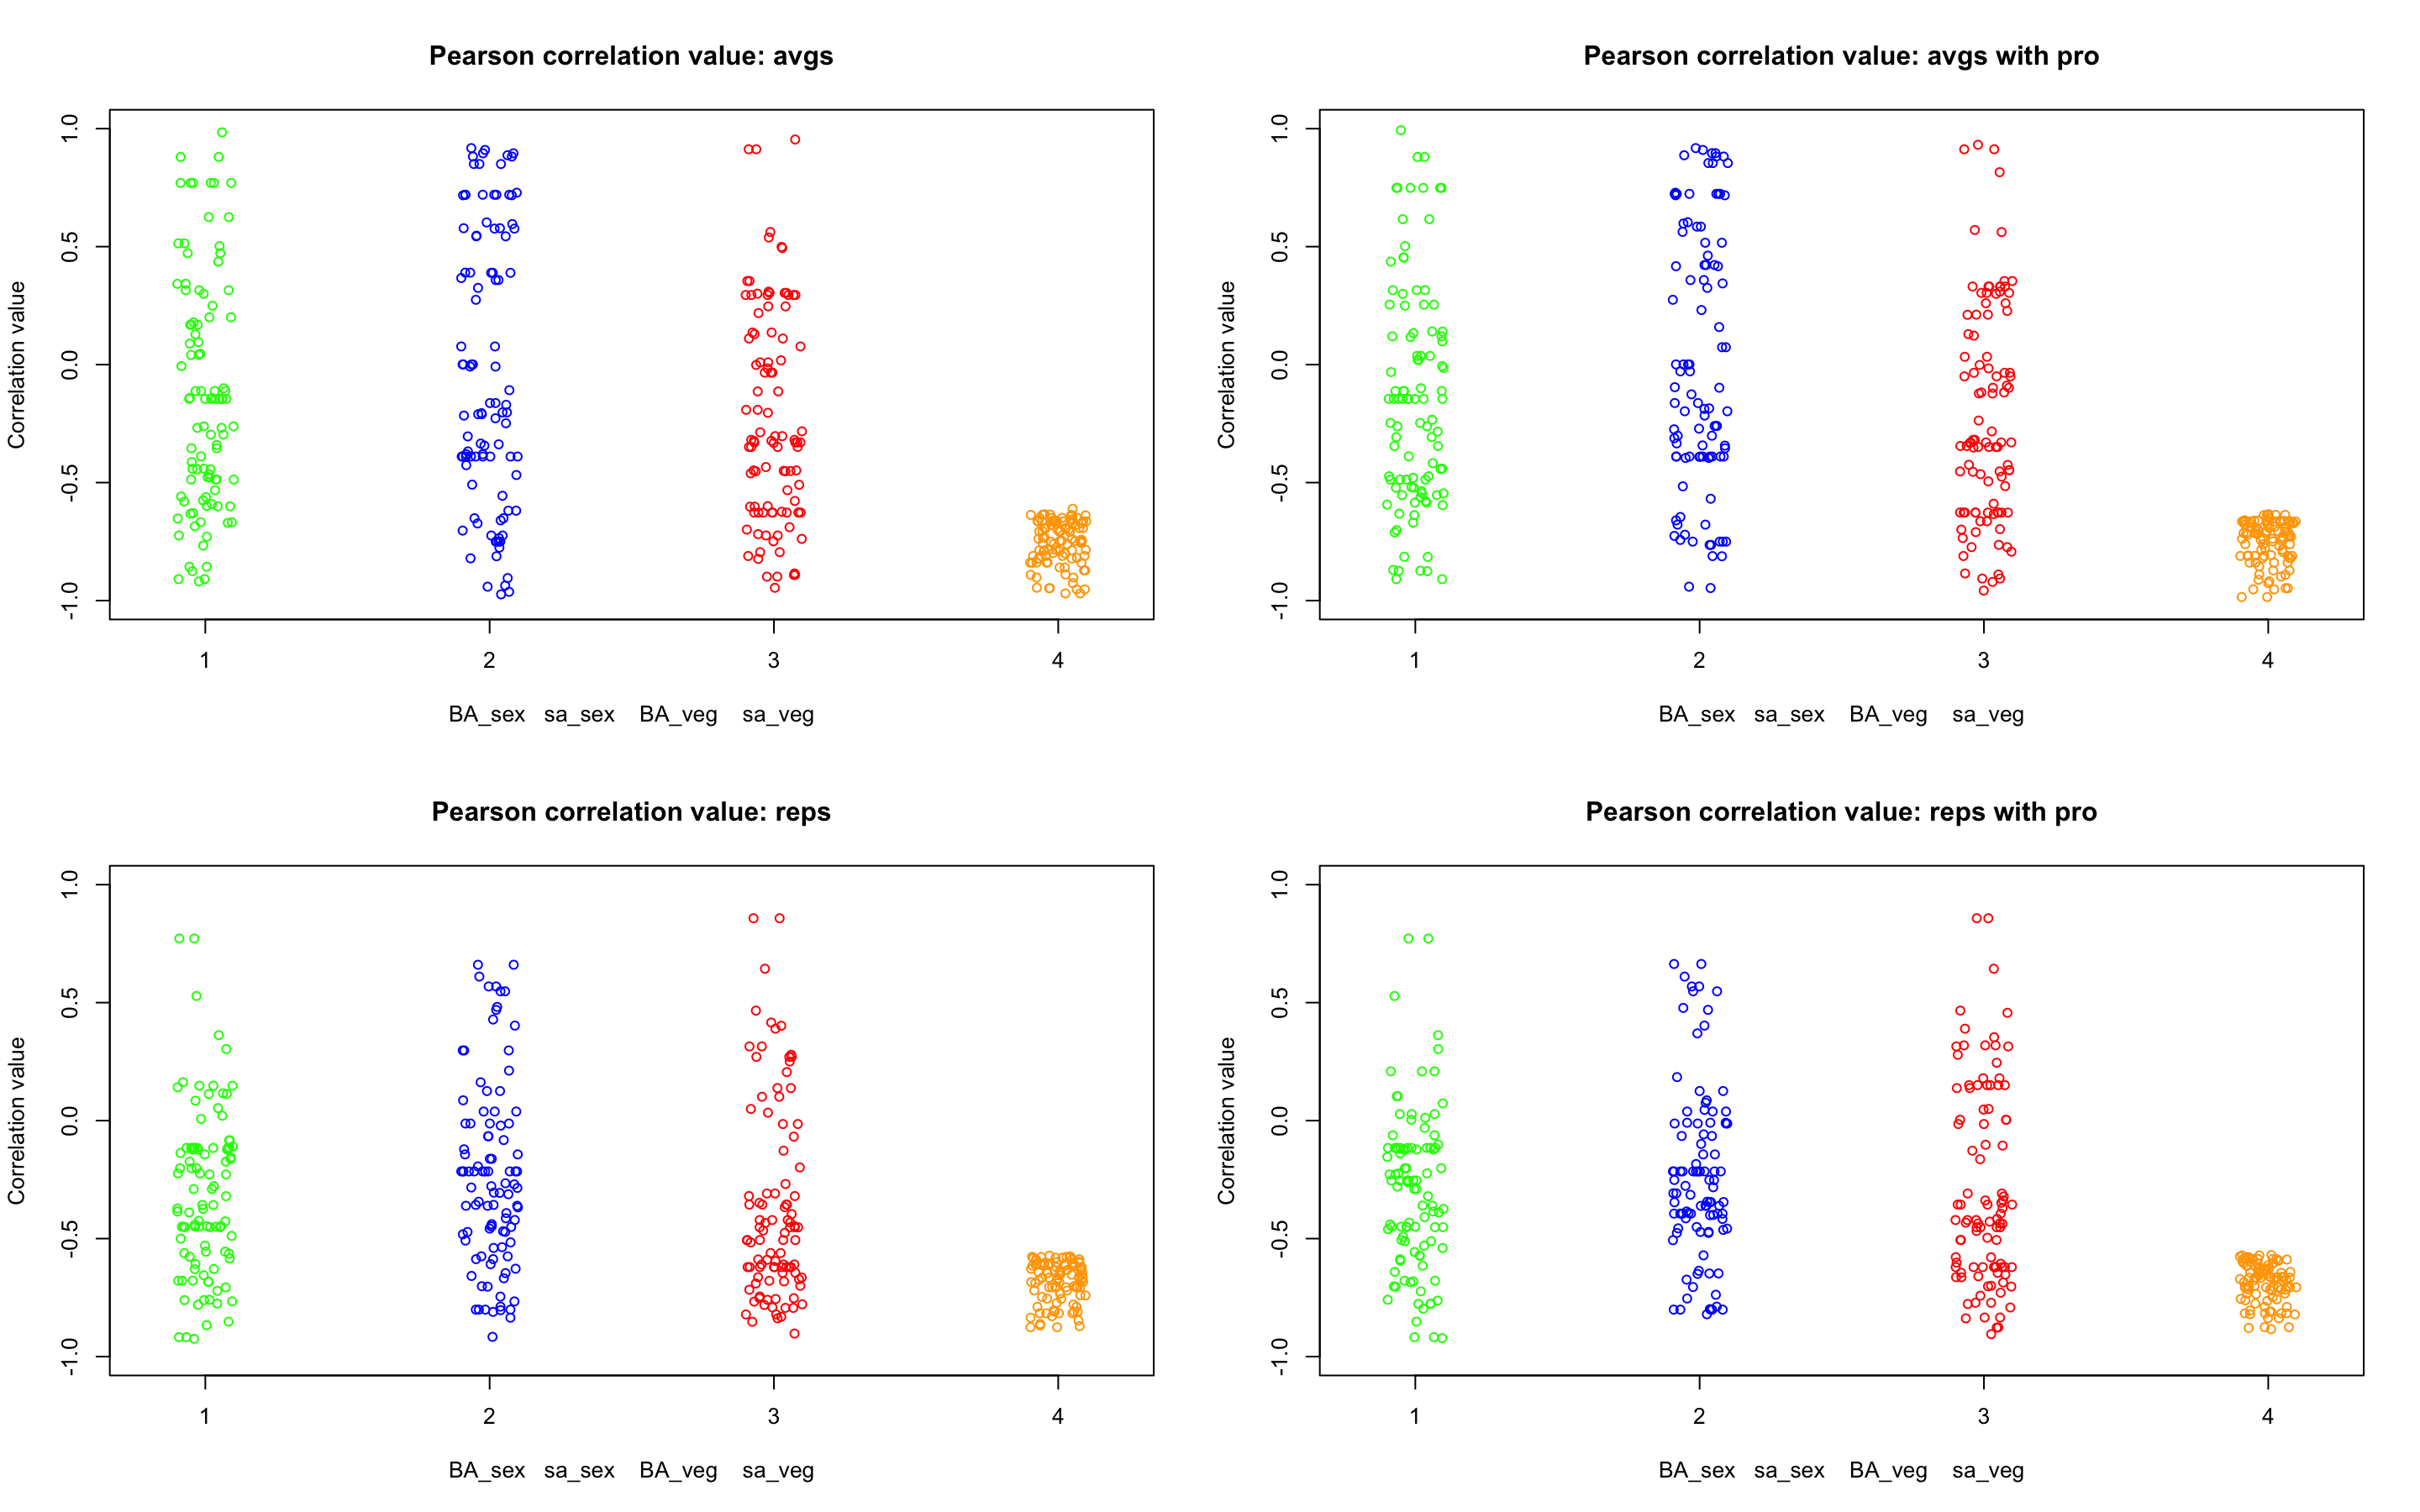 Pearson correlation value: avgs
Correlation value
1.0
0.5
0.0
-0.5
-1.0
1 2 3 4
BA_sex sa_sex BA_veg sa_veg
Pearson correlation value: avgs with pro
Correlation value
1.0
0.5
0.0
-0.5
-1.0
1 2 3 4
BA_sex sa_sex BA_veg sa_veg
Pearson correlation value: reps
Correlation value
1.0
0.5
0.0
-0.5
-1.0
1 2 3 4
BA_sex sa_sex BA_veg sa_veg
Pearson correlation value: reps with pro
Correlation value
1.0
0.5
0.0
-0.5
-1.0
1 2 3 4
BA_sex sa_sex BA_veg sa_veg